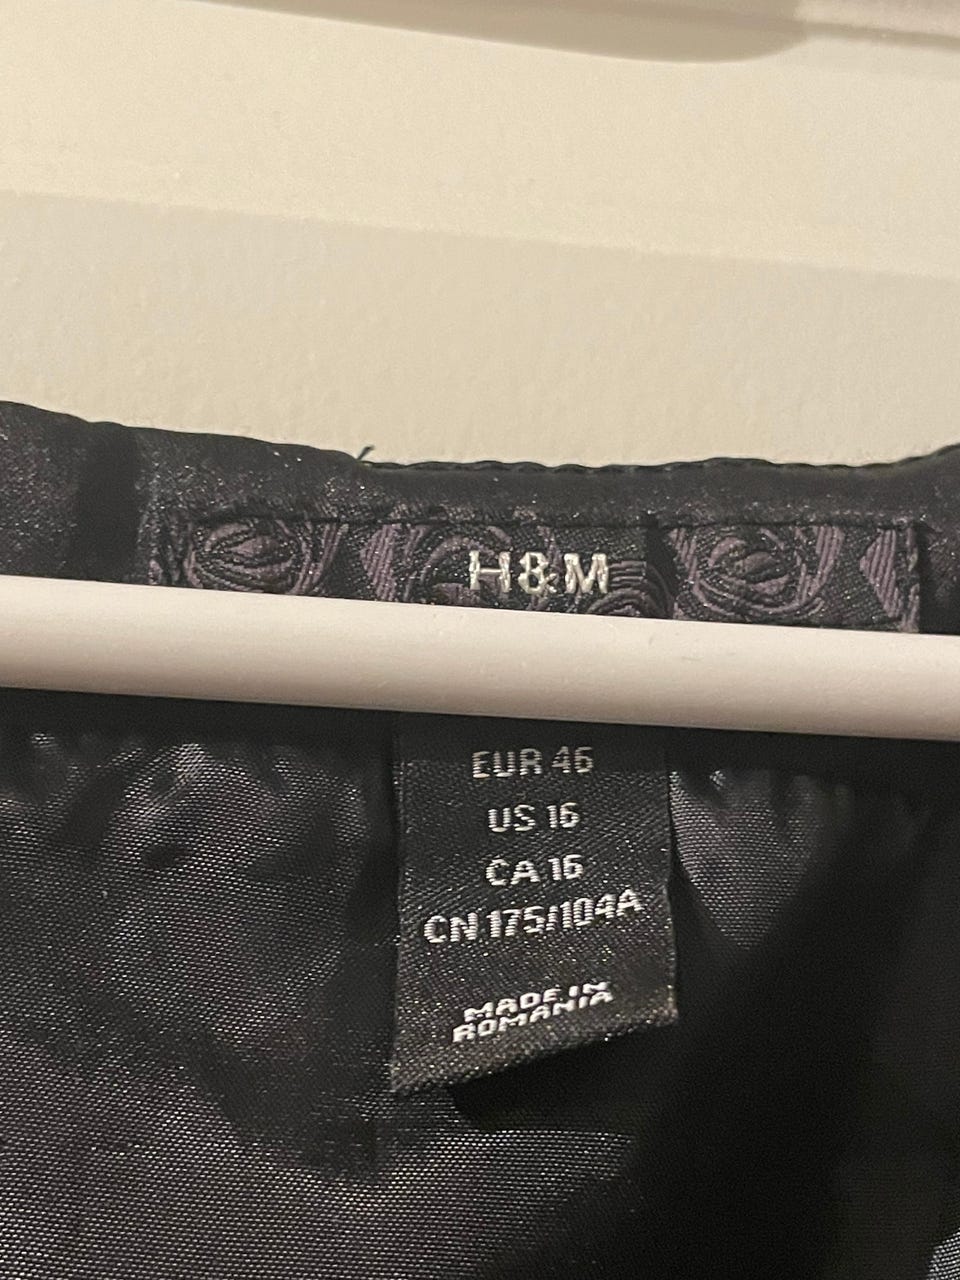 H&M
EUR 46
US 16
CA 16
CN 175/104A
MADE IN
ROMANIA